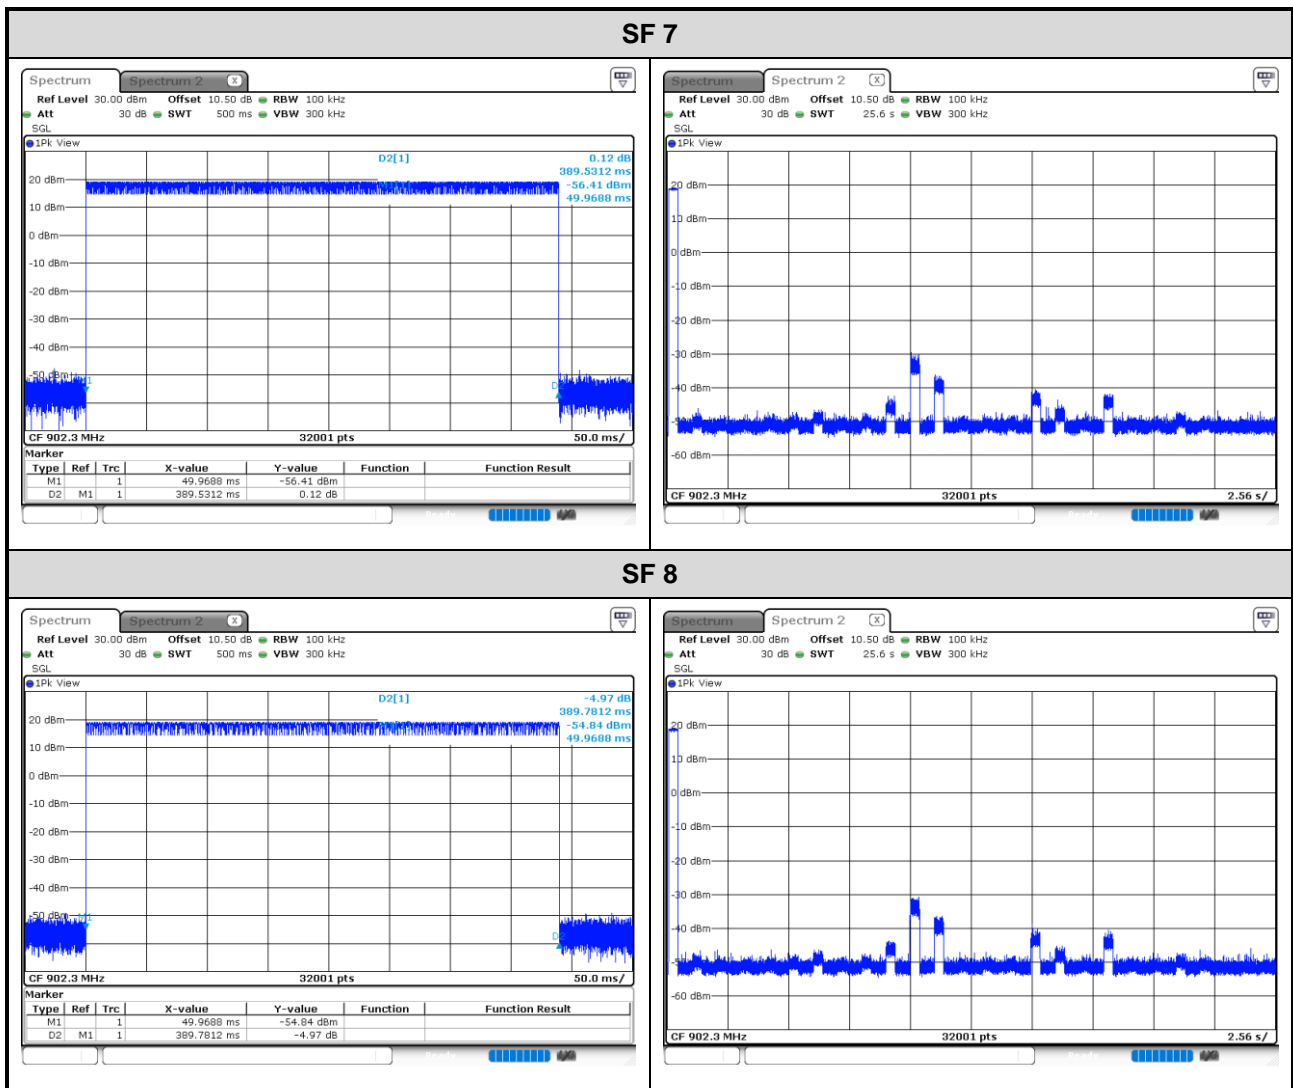 SF 7
Spectrum Spectrum 2 X
Ref Level 30.00 dBm Offset 10.50 dB RBW 100 kHz
Att 30 dB SWT 500 ms VBW 300 kHz
SGL
1Pk View
D2[1] 0.12 dB
389.5312 ms
-56.41 dBm
49.9688 ms
20 dBm
10 dBm
0 dBm
-10 dBm
-20 dBm
-30 dBm
-40 dBm
-50 dBm
CF 902.3 MHz 32001 pts 50.0 ms/
Marker
Type Ref Trc X-value Y-value Function Function Result
M1 1 49.9688 ms -56.41 dBm
D2 M1 1 389.5312 ms 0.12 dB
Spectrum Spectrum 2 X
Ref Level 30.00 dBm Offset 10.50 dB RBW 100 kHz
Att 30 dB SWT 25.6 s VBW 300 kHz
SGL
1Pk View
20 dBm
10 dBm
0 dBm
-10 dBm
-20 dBm
-30 dBm
-40 dBm
-60 dBm
CF 902.3 MHz 32001 pts 2.56 s/
SF 8
Spectrum Spectrum 2 X
Ref Level 30.00 dBm Offset 10.50 dB RBW 100 kHz
Att 30 dB SWT 500 ms VBW 300 kHz
SGL
1Pk View
D2[1] -4.97 dB
389.7812 ms
-54.84 dBm
49.9688 ms
20 dBm
10 dBm
0 dBm
-10 dBm
-20 dBm
-30 dBm
-40 dBm
-50 dBm
CF 902.3 MHz 32001 pts 50.0 ms/
Marker
Type Ref Trc X-value Y-value Function Function Result
M1 1 49.9688 ms -54.84 dBm
D2 M1 1 389.7812 ms -4.97 dB
Spectrum Spectrum 2 X
Ref Level 30.00 dBm Offset 10.50 dB RBW 100 kHz
Att 30 dB SWT 25.6 s VBW 300 kHz
SGL
1Pk View
20 dBm
10 dBm
0 dBm
-10 dBm
-20 dBm
-30 dBm
-40 dBm
-60 dBm
CF 902.3 MHz 32001 pts 2.56 s/